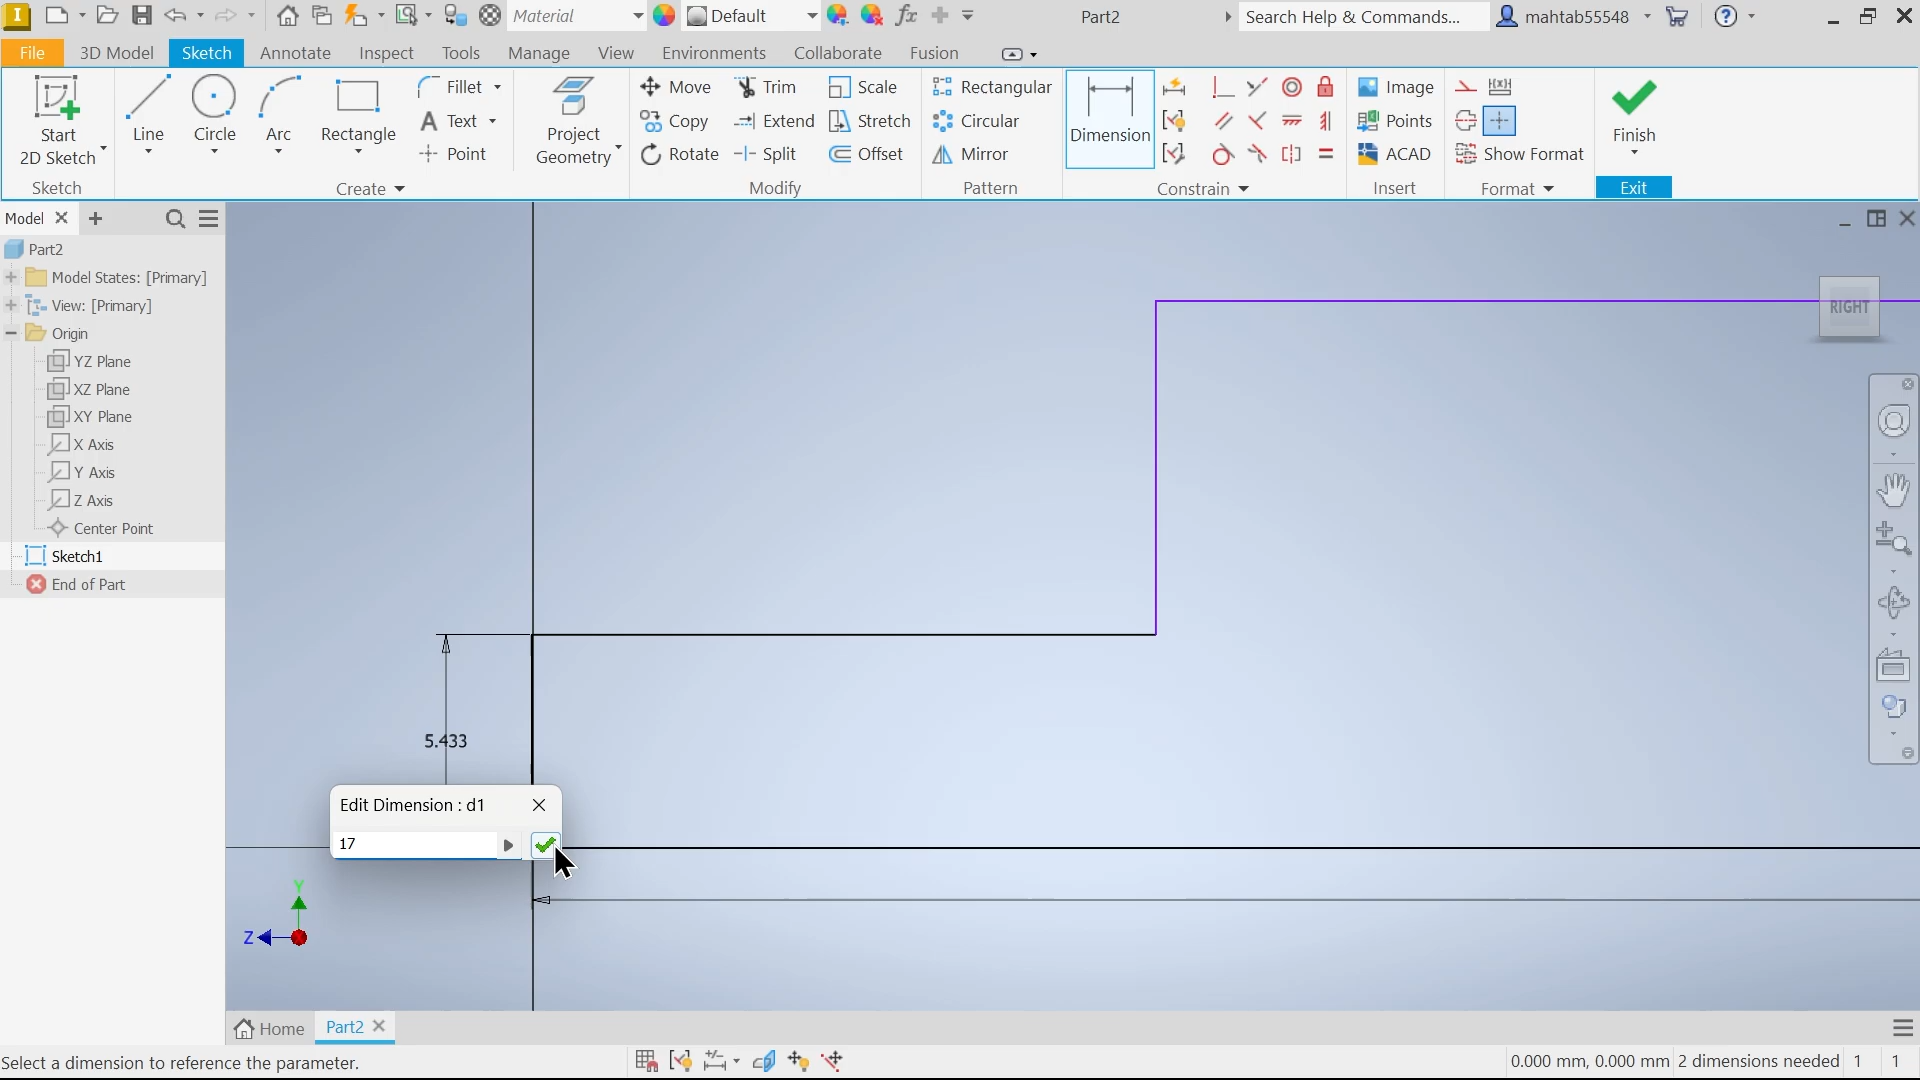 I Material Default fx Part2 Search Help & Commands... mahtab55548 ?
File 3D Model Sketch Annotate Inspect Tools Manage View Environments Collaborate Fusion
Start 2D Sketch
Line
Circle
Arc
Rectangle
Fillet
Text
Point
Project Geometry
Move
Copy
Rotate
Trim
Extend
Split
Scale
Stretch
Offset
Rectangular
Circular
Mirror
Dimension
Image
Points
ACAD
Show Format
Finish
Sketch Create Modify Pattern Constrain Insert Format Exit
Model
Part2
Model States: [Primary]
View: [Primary]
Origin
YZ Plane
XZ Plane
XY Plane
X Axis
Y Axis
Z Axis
Center Point
Sketch1
End of Part
RIGHT
5.433
Edit Dimension : d1
17
Y
Z
Home Part2
Select a dimension to reference the parameter. 0.000 mm, 0.000 mm 2 dimensions needed 1 1